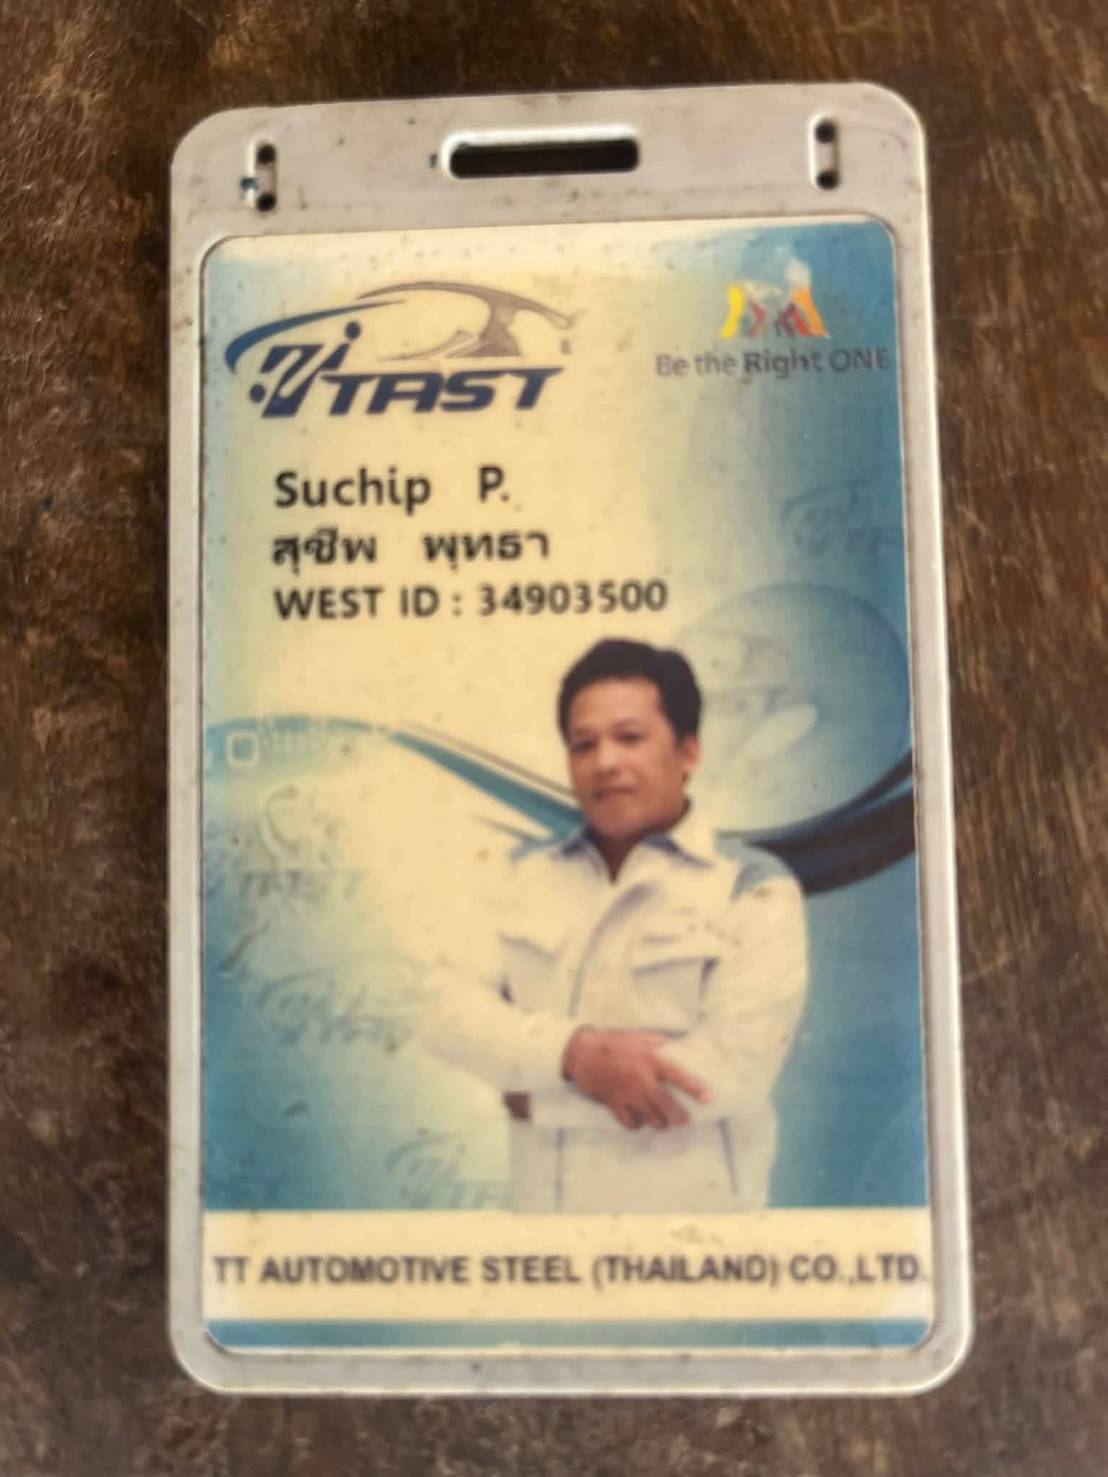 TAST
Be the Right ONE
Suchip P.
สุชีพ พุทธา
WEST ID : 34903500
TT AUTOMOTIVE STEEL (THAILAND) CO.,LTD.